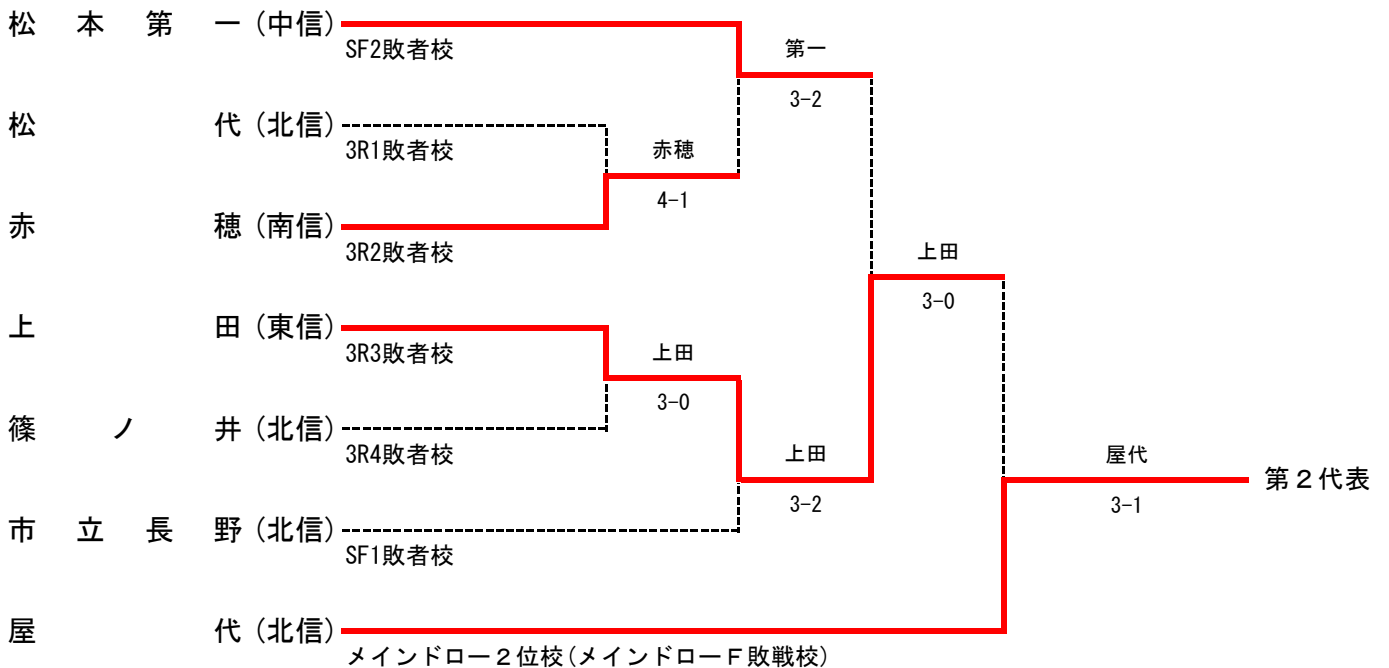 松本第一(中信)
SF2敗者校
第一
3-2
松代(北信)
3R1敗者校
赤穂
4-1
赤穂(南信)
3R2敗者校
上田
3-0
上田(東信)
3R3敗者校
上田
3-0
篠ノ井(北信)
3R4敗者校
上田
3-2
屋代
3-1
第2代表
市立長野(北信)
SF1敗者校
屋代(北信)
メインドロー2位校(メインドローF敗戦校)